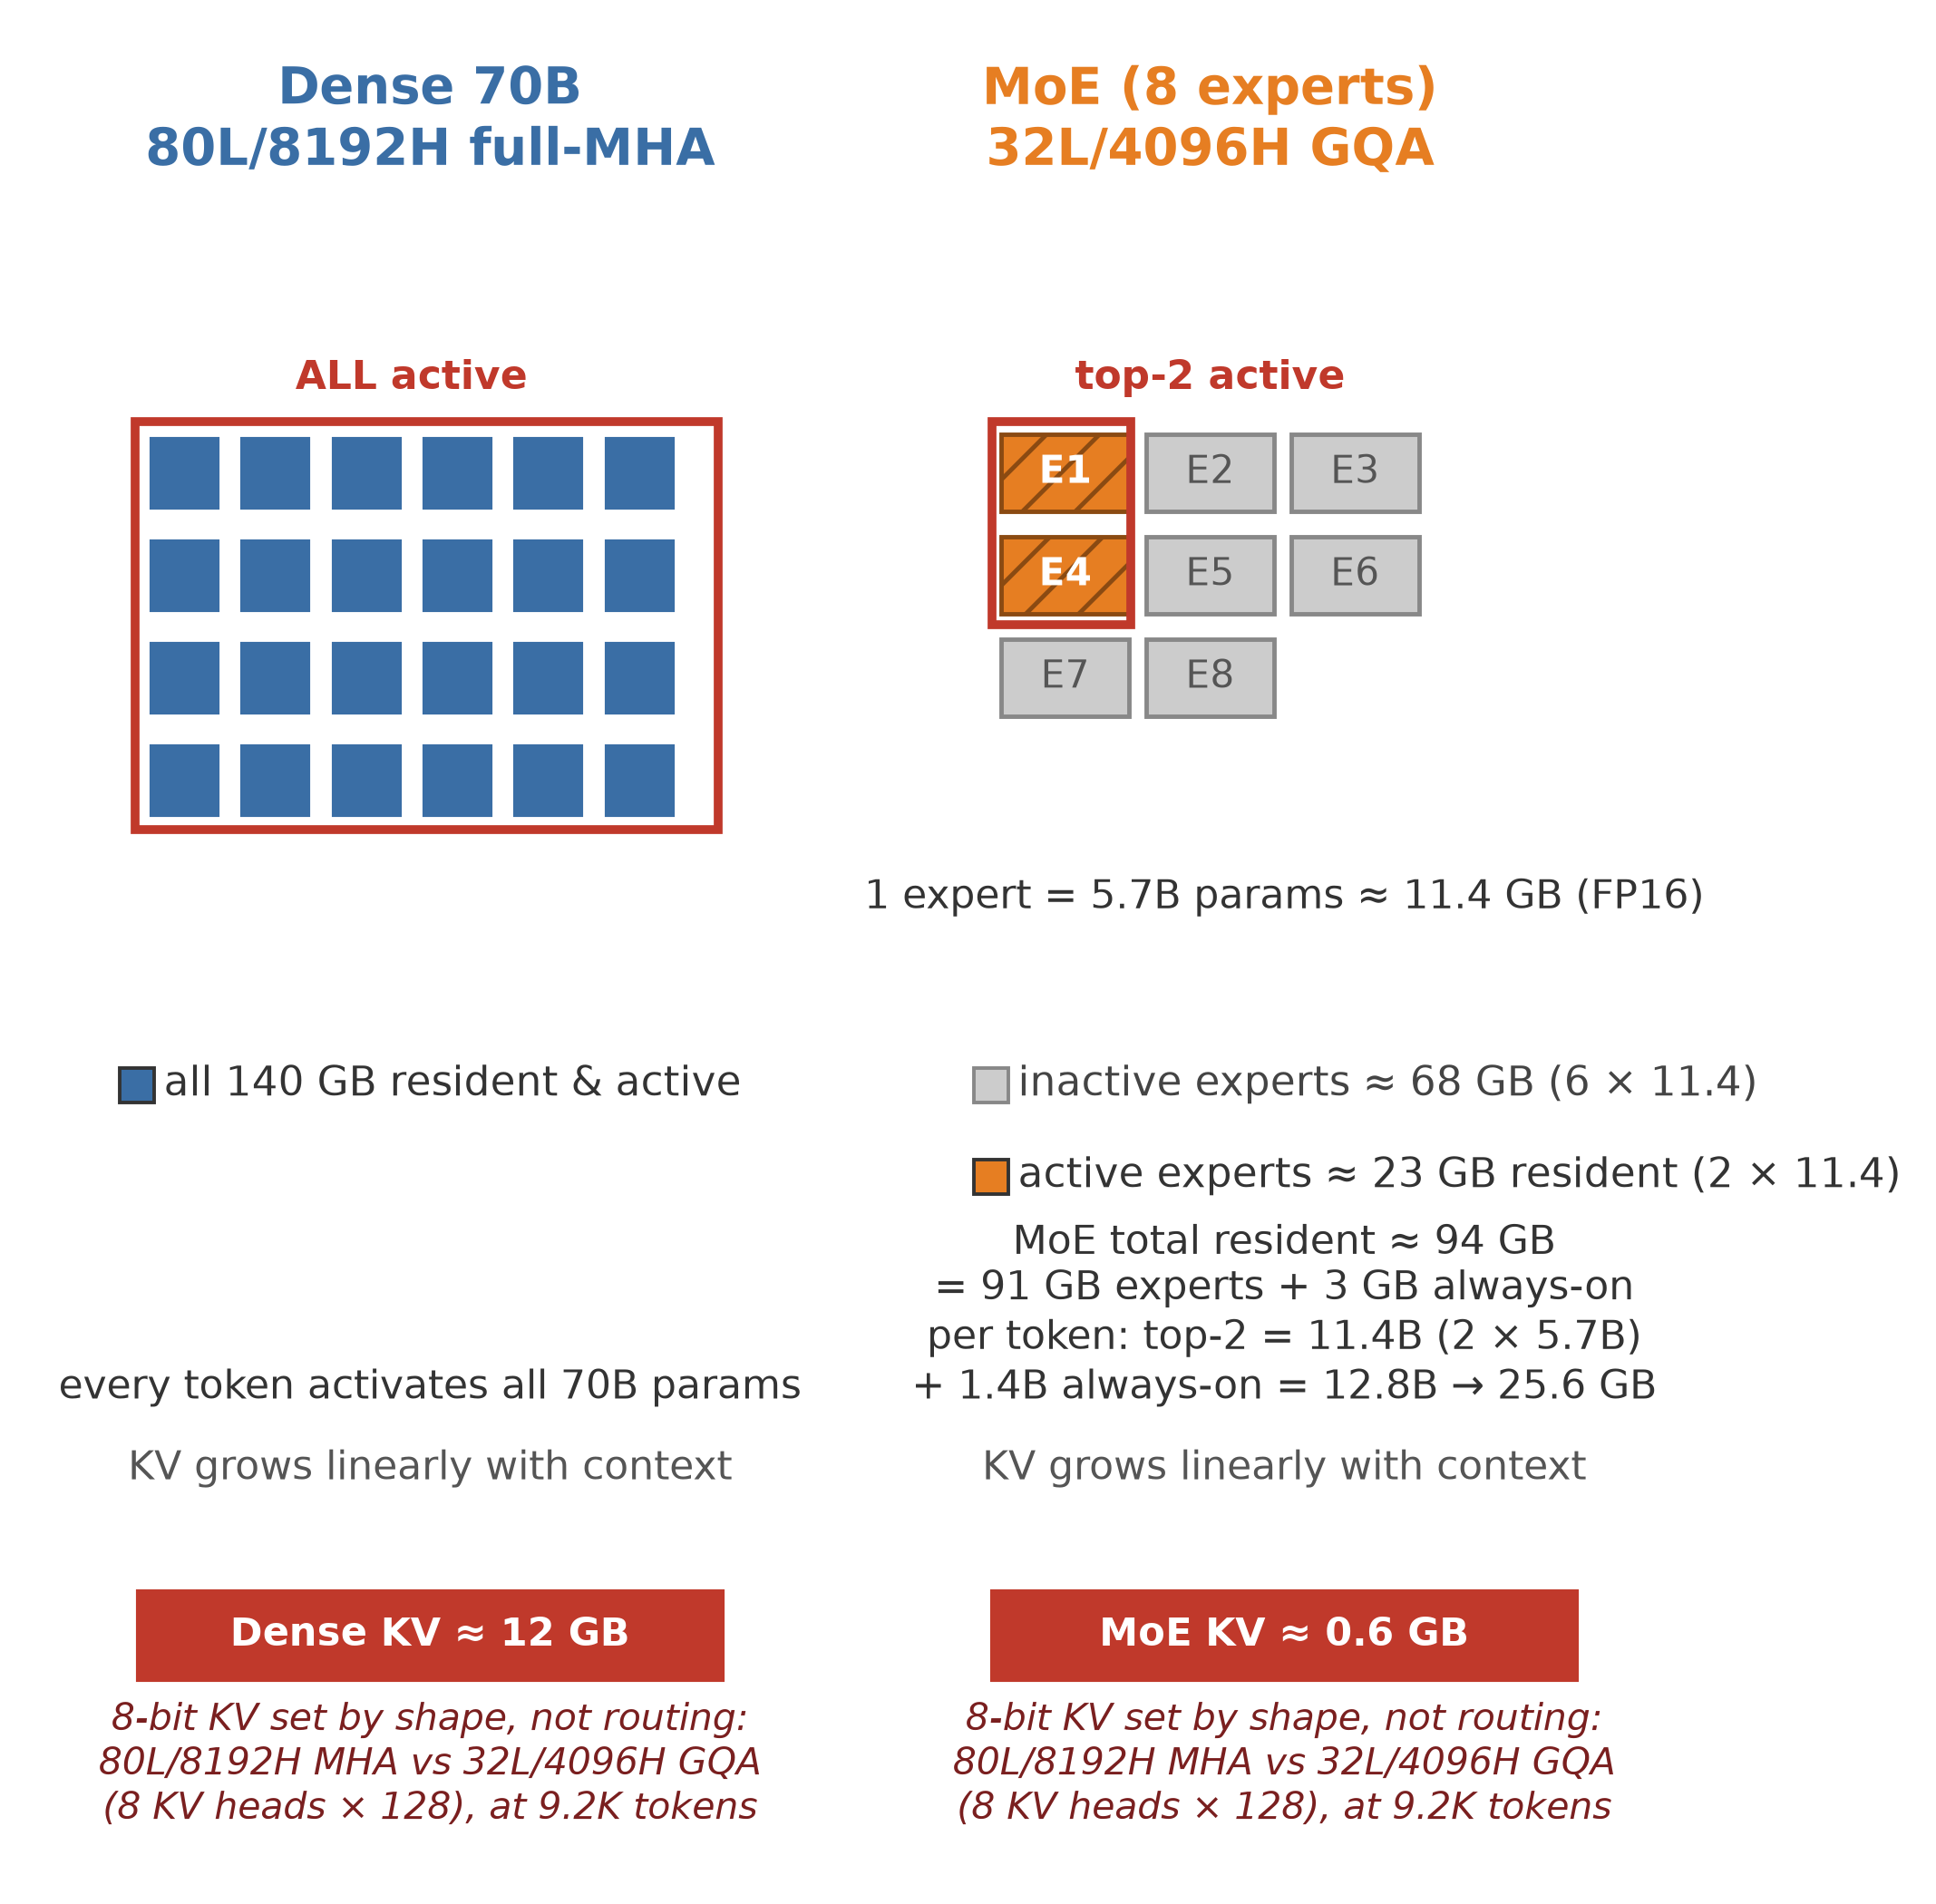 Dense 70B
80L/8192H full-MHA
ALL active
all 140 GB resident & active
every token activates all 70B params
KV grows linearly with context
Dense KV ≈ 12 GB
8-bit KV set by shape, not routing:
80L/8192H MHA vs 32L/4096H GQA
(8 KV heads × 128), at 9.2K tokens
MoE (8 experts)
32L/4096H GQA
top-2 active
E1 E2 E3
E4 E5 E6
E7 E8
1 expert = 5.7B params ≈ 11.4 GB (FP16)
inactive experts ≈ 68 GB (6 × 11.4)
active experts ≈ 23 GB resident (2 × 11.4)
MoE total resident ≈ 94 GB
= 91 GB experts + 3 GB always-on
per token: top-2 = 11.4B (2 × 5.7B)
+ 1.4B always-on = 12.8B → 25.6 GB
KV grows linearly with context
MoE KV ≈ 0.6 GB
8-bit KV set by shape, not routing:
80L/8192H MHA vs 32L/4096H GQA
(8 KV heads × 128), at 9.2K tokens